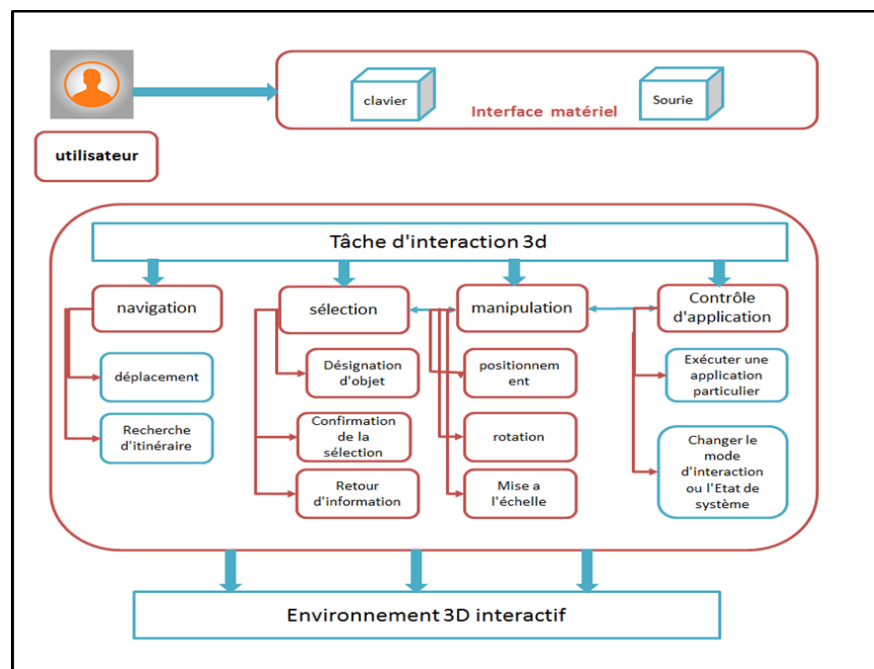 clavier
Sourie
Interface matériel
utilisateur
Tâche d'interaction 3d
navigation
sélection
manipulation
Contrôle
d'application
déplacement
Recherche
d'itinéraire
Désignation
d'objet
Confirmation
de la
sélection
Retour
d'information
positionnem
ent
rotation
Mise a
l'échelle
Exécuter une
application
particulier
Changer le
mode
d'interaction
ou l'Etat de
système
Environnement 3D interactif